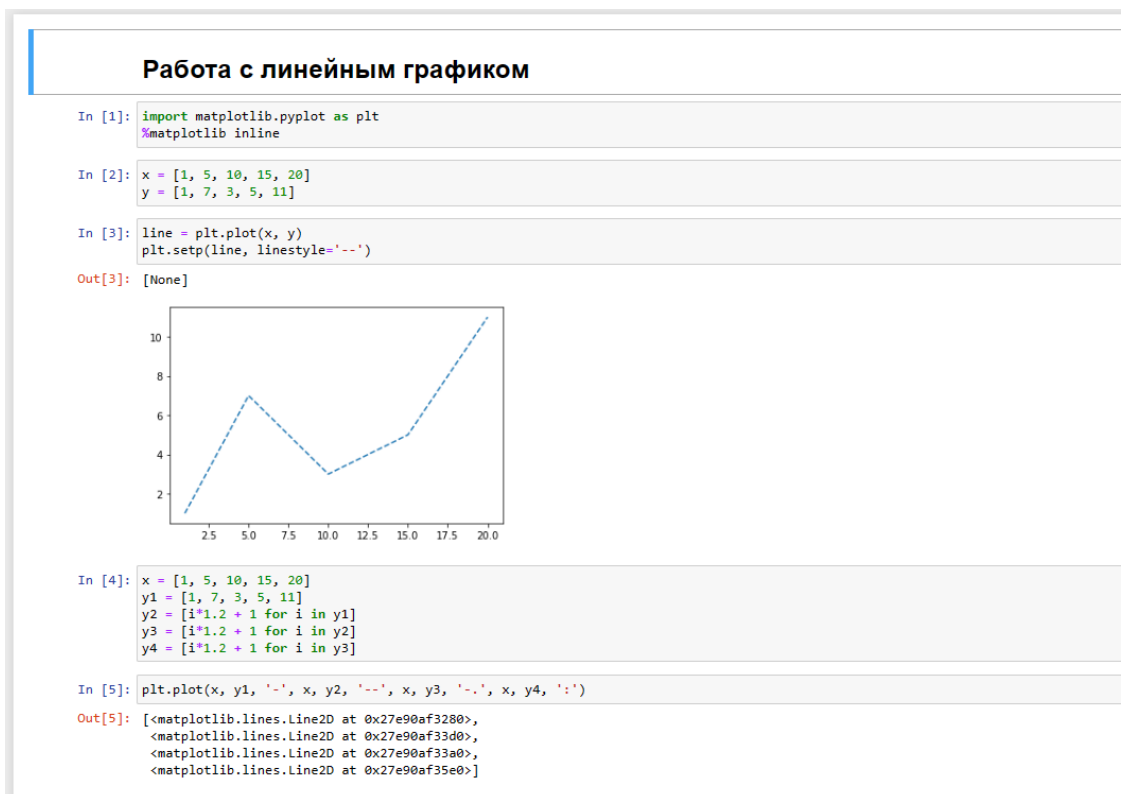 Работа с линейным графиком
In [1]: import matplotlib.pyplot as plt
%matplotlib inline
In [2]: x = [1, 5, 10, 15, 20]
y = [1, 7, 3, 5, 11]
In [3]: line = plt.plot(x, y)
plt.setp(line, linestyle='--')
Out[3]: [None]
10
8
6
4
2
2.5 5.0 7.5 10.0 12.5 15.0 17.5 20.0
In [4]: x = [1, 5, 10, 15, 20]
y1 = [1, 7, 3, 5, 11]
y2 = [i*1.2 + 1 for i in y1]
y3 = [i*1.2 + 1 for i in y2]
y4 = [i*1.2 + 1 for i in y3]
In [5]: plt.plot(x, y1, '-', x, y2, '--', x, y3, '-.', x, y4, ':')
Out[5]: [<matplotlib.lines.Line2D at 0x27e90af3280>,
<matplotlib.lines.Line2D at 0x27e90af33d0>,
<matplotlib.lines.Line2D at 0x27e90af33a0>,
<matplotlib.lines.Line2D at 0x27e90af35e0>]